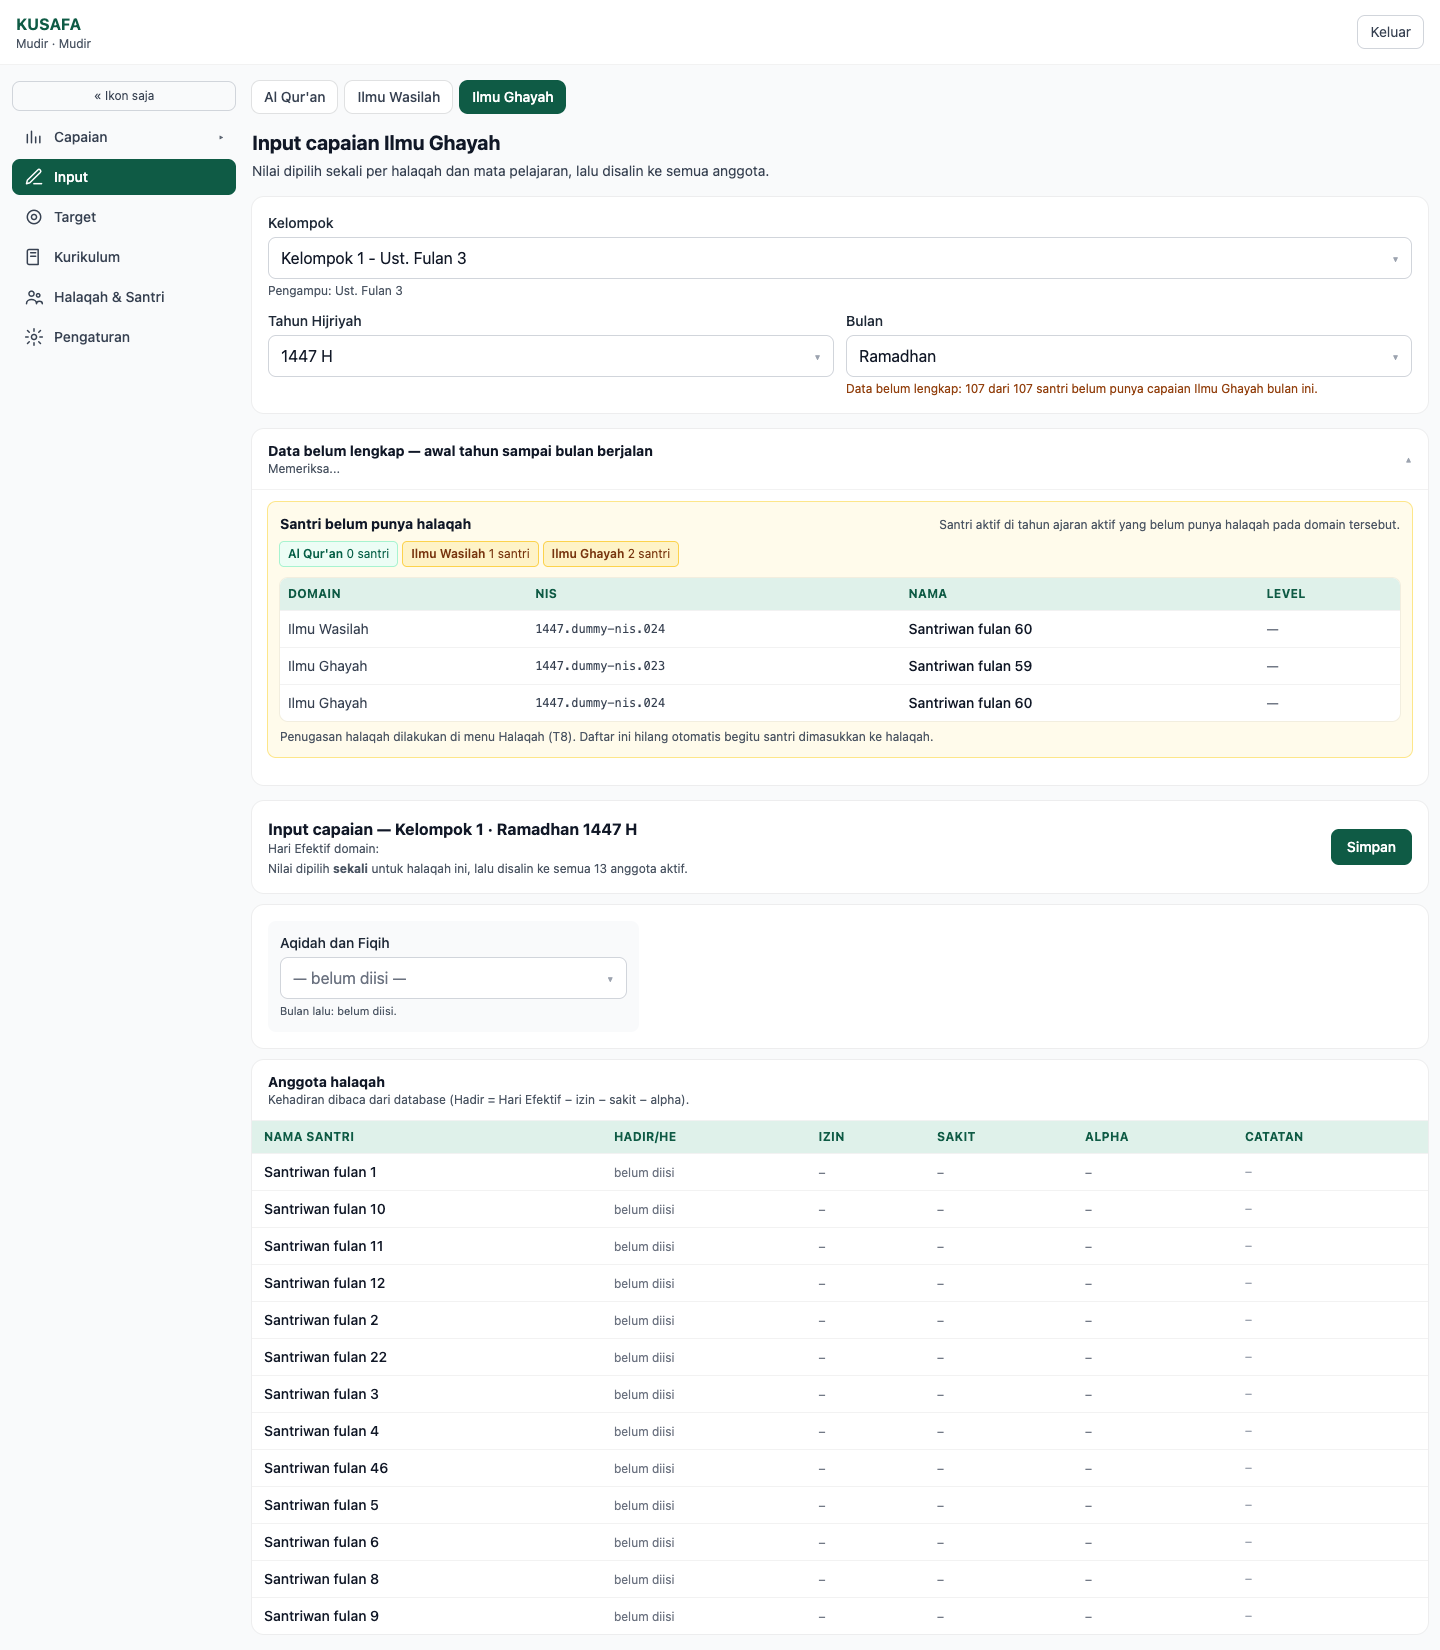 KUSAFA
Mudir · Mudir
Keluar
« Ikon saja
Capaian
Input
Target
Kurikulum
Halaqah & Santri
Pengaturan
Al Qur'an
Ilmu Wasilah
Ilmu Ghayah
Input capaian Ilmu Ghayah
Nilai dipilih sekali per halaqah dan mata pelajaran, lalu disalin ke semua anggota.
Kelompok
Kelompok 1 - Ust. Fulan 3
Pengampu: Ust. Fulan 3
Tahun Hijriyah
1447 H
Bulan
Ramadhan
Data belum lengkap: 107 dari 107 santri belum punya capaian Ilmu Ghayah bulan ini.
Data belum lengkap — awal tahun sampai bulan berjalan
Memeriksa...
Santri belum punya halaqah
Santri aktif di tahun ajaran aktif yang belum punya halaqah pada domain tersebut.
Al Qur'an 0 santri
Ilmu Wasilah 1 santri
Ilmu Ghayah 2 santri
DOMAIN NIS NAMA LEVEL
Ilmu Wasilah 1447.dummy-nis.024 Santriwan fulan 60 —
Ilmu Ghayah 1447.dummy-nis.023 Santriwan fulan 59 —
Ilmu Ghayah 1447.dummy-nis.024 Santriwan fulan 60 —
Penugasan halaqah dilakukan di menu Halaqah (T8). Daftar ini hilang otomatis begitu santri dimasukkan ke halaqah.
Input capaian — Kelompok 1 · Ramadhan 1447 H
Hari Efektif domain:
Nilai dipilih sekali untuk halaqah ini, lalu disalin ke semua 13 anggota aktif.
Simpan
Aqidah dan Fiqih
— belum diisi —
Bulan lalu: belum diisi.
Anggota halaqah
Kehadiran dibaca dari database (Hadir = Hari Efektif − izin − sakit − alpha).
NAMA SANTRI HADIR/HE IZIN SAKIT ALPHA CATATAN
Santriwan fulan 1 belum diisi – – – –
Santriwan fulan 10 belum diisi – – – –
Santriwan fulan 11 belum diisi – – – –
Santriwan fulan 12 belum diisi – – – –
Santriwan fulan 2 belum diisi – – – –
Santriwan fulan 22 belum diisi – – – –
Santriwan fulan 3 belum diisi – – – –
Santriwan fulan 4 belum diisi – – – –
Santriwan fulan 46 belum diisi – – – –
Santriwan fulan 5 belum diisi – – – –
Santriwan fulan 6 belum diisi – – – –
Santriwan fulan 8 belum diisi – – – –
Santriwan fulan 9 belum diisi – – – –